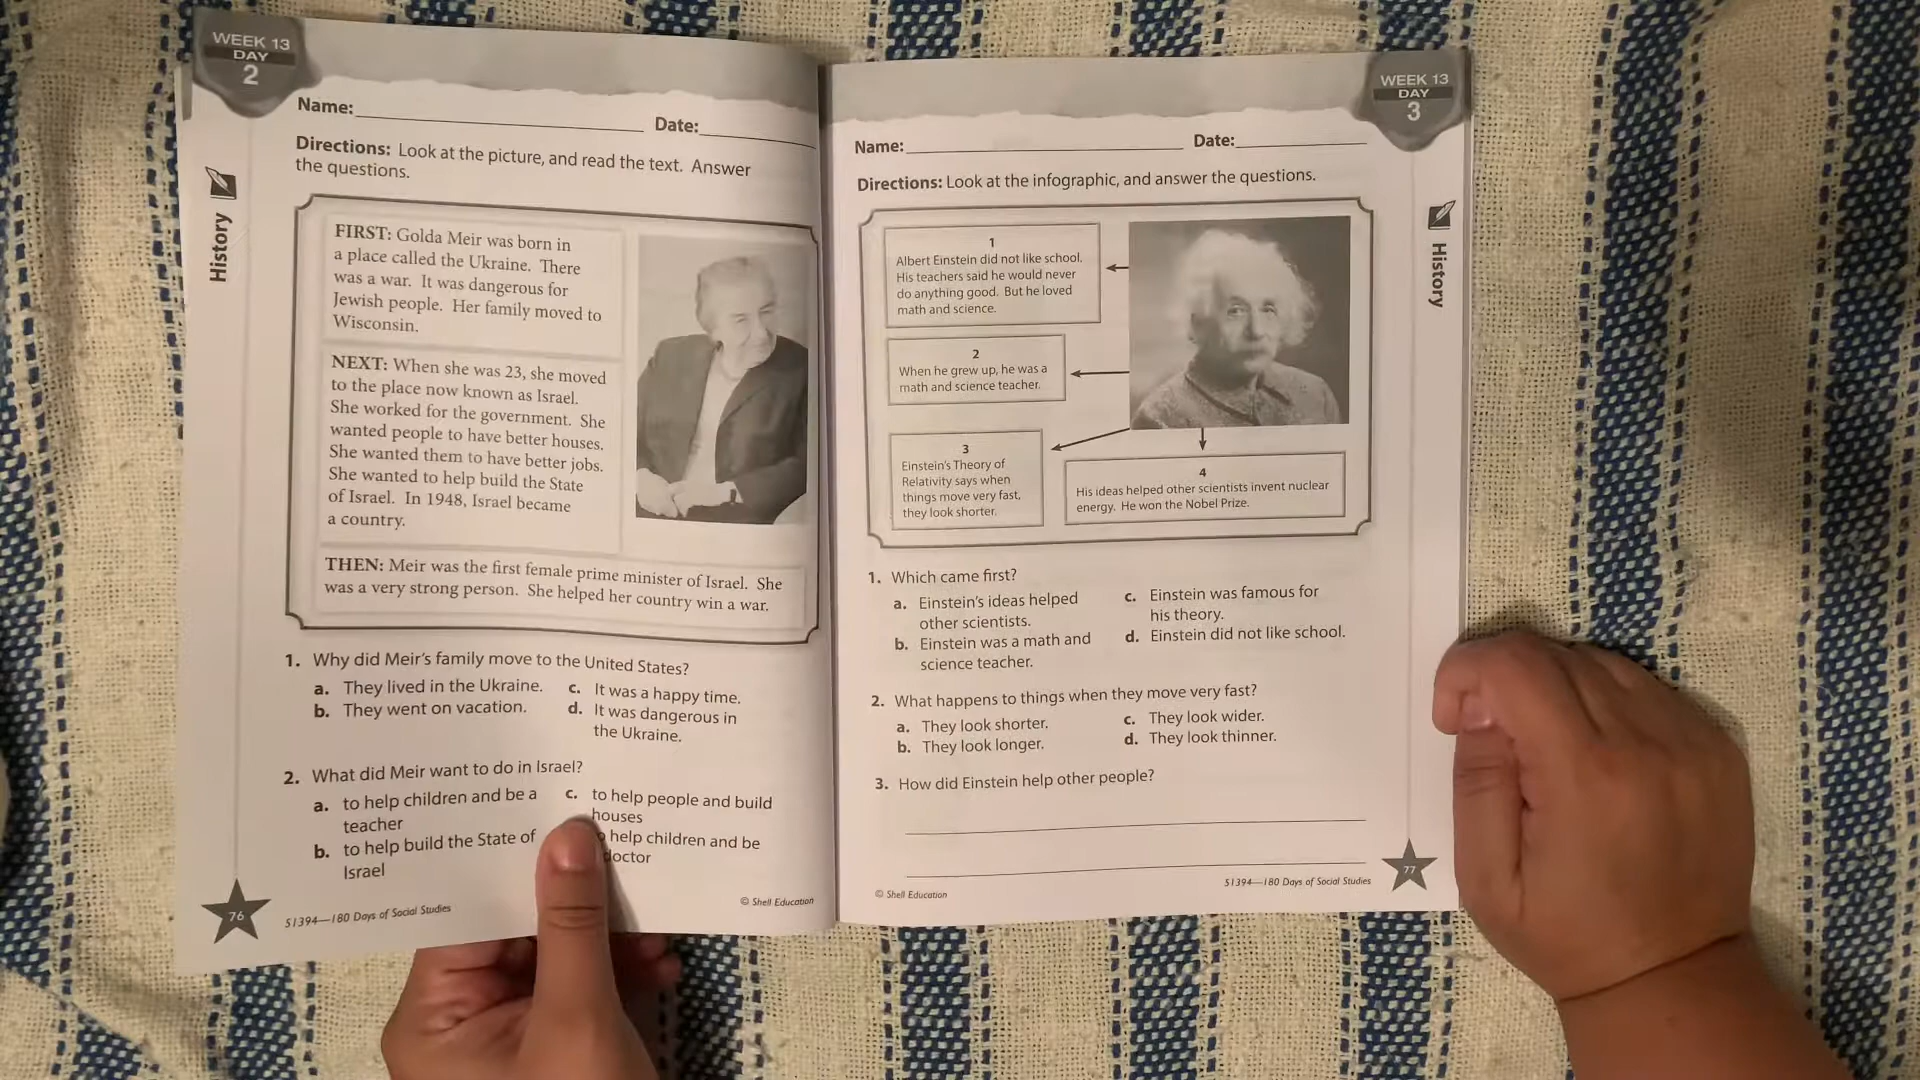 WEEK 13
DAY
2
Name:
Date:
Directions: Look at the picture, and read the text. Answer
the questions.
History
FIRST: Golda Meir was born in
a place called the Ukraine. There
was a war. It was dangerous for
Jewish people. Her family moved to
Wisconsin.
NEXT: When she was 23, she moved
to the place now known as Israel.
She worked for the government. She
wanted people to have better houses.
She wanted them to have better jobs.
She wanted to help build the State
of Israel. In 1948, Israel became
a country.
THEN: Meir was the first female prime minister of Israel. She
was a very strong person. She helped her country win a war.
1. Why did Meir's family move to the United States?
a. They lived in the Ukraine.
b. They went on vacation.
c. It was a happy time.
d. It was dangerous in
the Ukraine.
2. What did Meir want to do in Israel?
a. to help children and be a
teacher
b. to help build the State of
Israel
c. to help people and build
houses
help children and be
doctor
76
51394—180 Days of Social Studies
© Shell Education
WEEK 13
DAY
3
Name:
Date:
Directions: Look at the infographic, and answer the questions.
History
1
Albert Einstein did not like school.
His teachers said he would never
do anything good. But he loved
math and science.
2
When he grew up, he was a
math and science teacher.
3
Einstein's Theory of
Relativity says when
things move very fast,
they look shorter.
4
His ideas helped other scientists invent nuclear
energy. He won the Nobel Prize.
1. Which came first?
a. Einstein's ideas helped
other scientists.
b. Einstein was a math and
science teacher.
c. Einstein was famous for
his theory.
d. Einstein did not like school.
2. What happens to things when they move very fast?
a. They look shorter.
b. They look longer.
c. They look wider.
d. They look thinner.
3. How did Einstein help other people?
© Shell Education
51394—180 Days of Social Studies
77